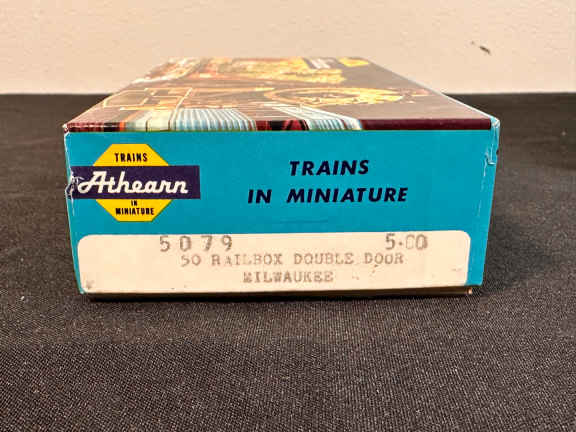 TRAINS
Athearn
IN
MINIATURE
TRAINS
IN MINIATURE
5079 5.00
50 RAILBOX DOUBLE DOOR
MILWAUKEE